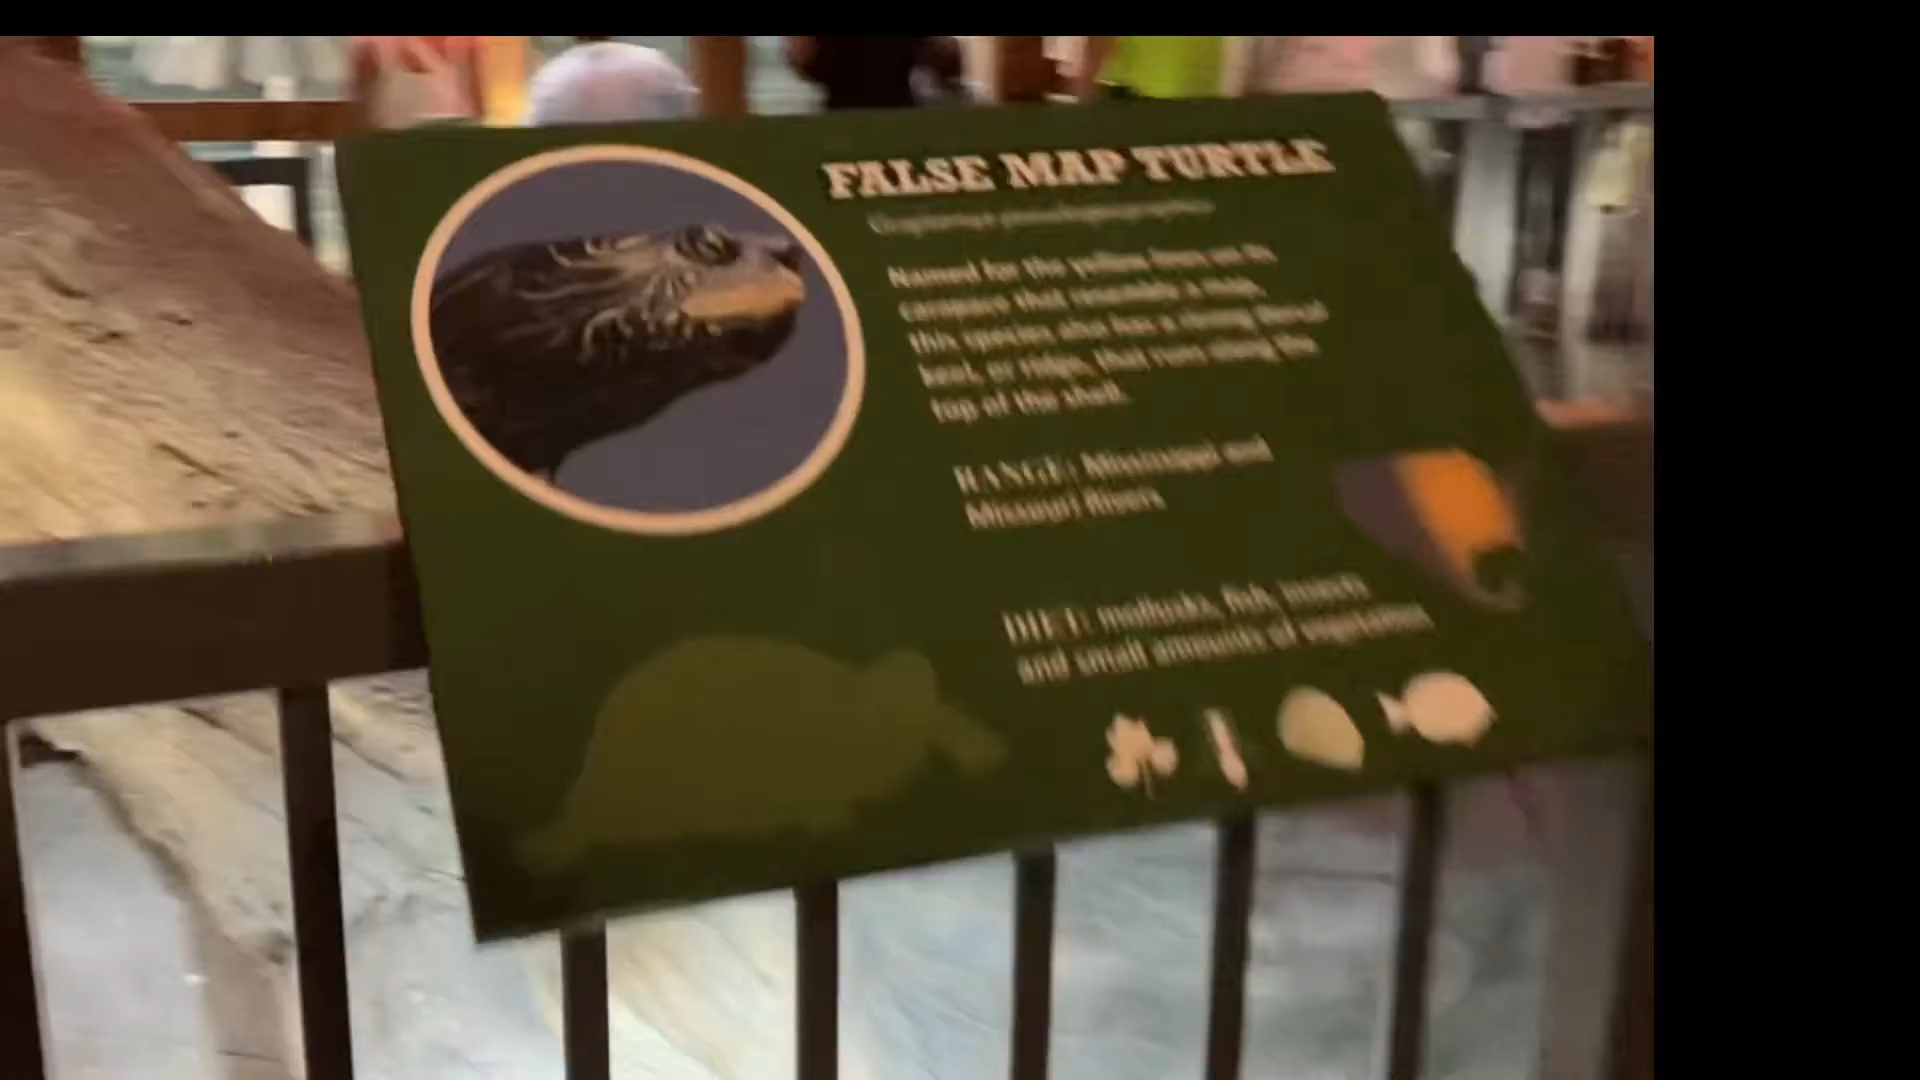 FALSE MAP TURTLE
Graptemys pseudogeographica
Named for the yellow lines on its
carapace that resemble a map,
this species also has a strong dorsal
keel, or ridge, that runs along the
top of the shell.
RANGE: Mississippi and
Missouri Rivers
DIET: mollusks, fish, insects
and small amounts of vegetation